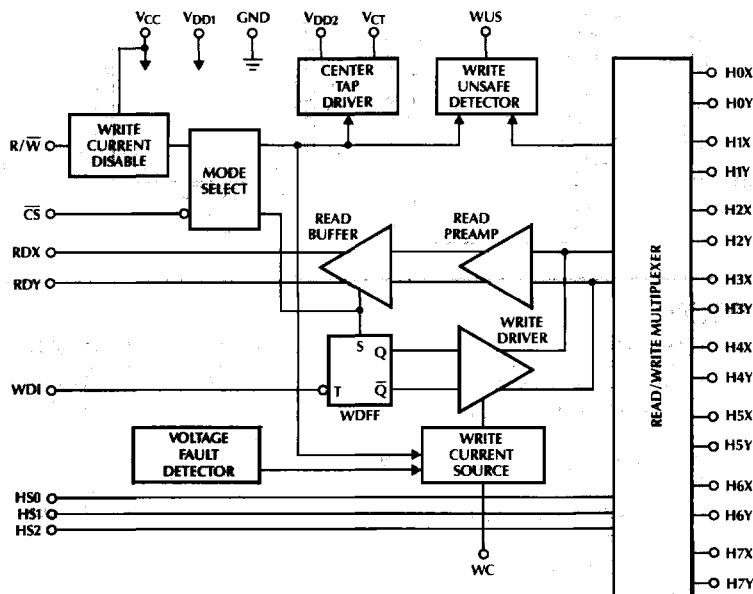 VCC VDD1 GND VDD2 VCT WUS
CENTER
TAP
DRIVER
WRITE
UNSAFE
DETECTOR
R/W̅
WRITE
CURRENT
DISABLE
MODE
SELECT
C̅S̅
READ
BUFFER
READ
PREAMP
RDX
RDY
WRITE
DRIVER
S
Q
T
Q̅
WDFF
WDI
VOLTAGE
FAULT
DETECTOR
WRITE
CURRENT
SOURCE
HS0
HS1
HS2
WC
READ/WRITE MULTIPLEXER
H0X
H0Y
H1X
H1Y
H2X
H2Y
H3X
H3Y
H4X
H4Y
H5X
H5Y
H6X
H6Y
H7X
H7Y